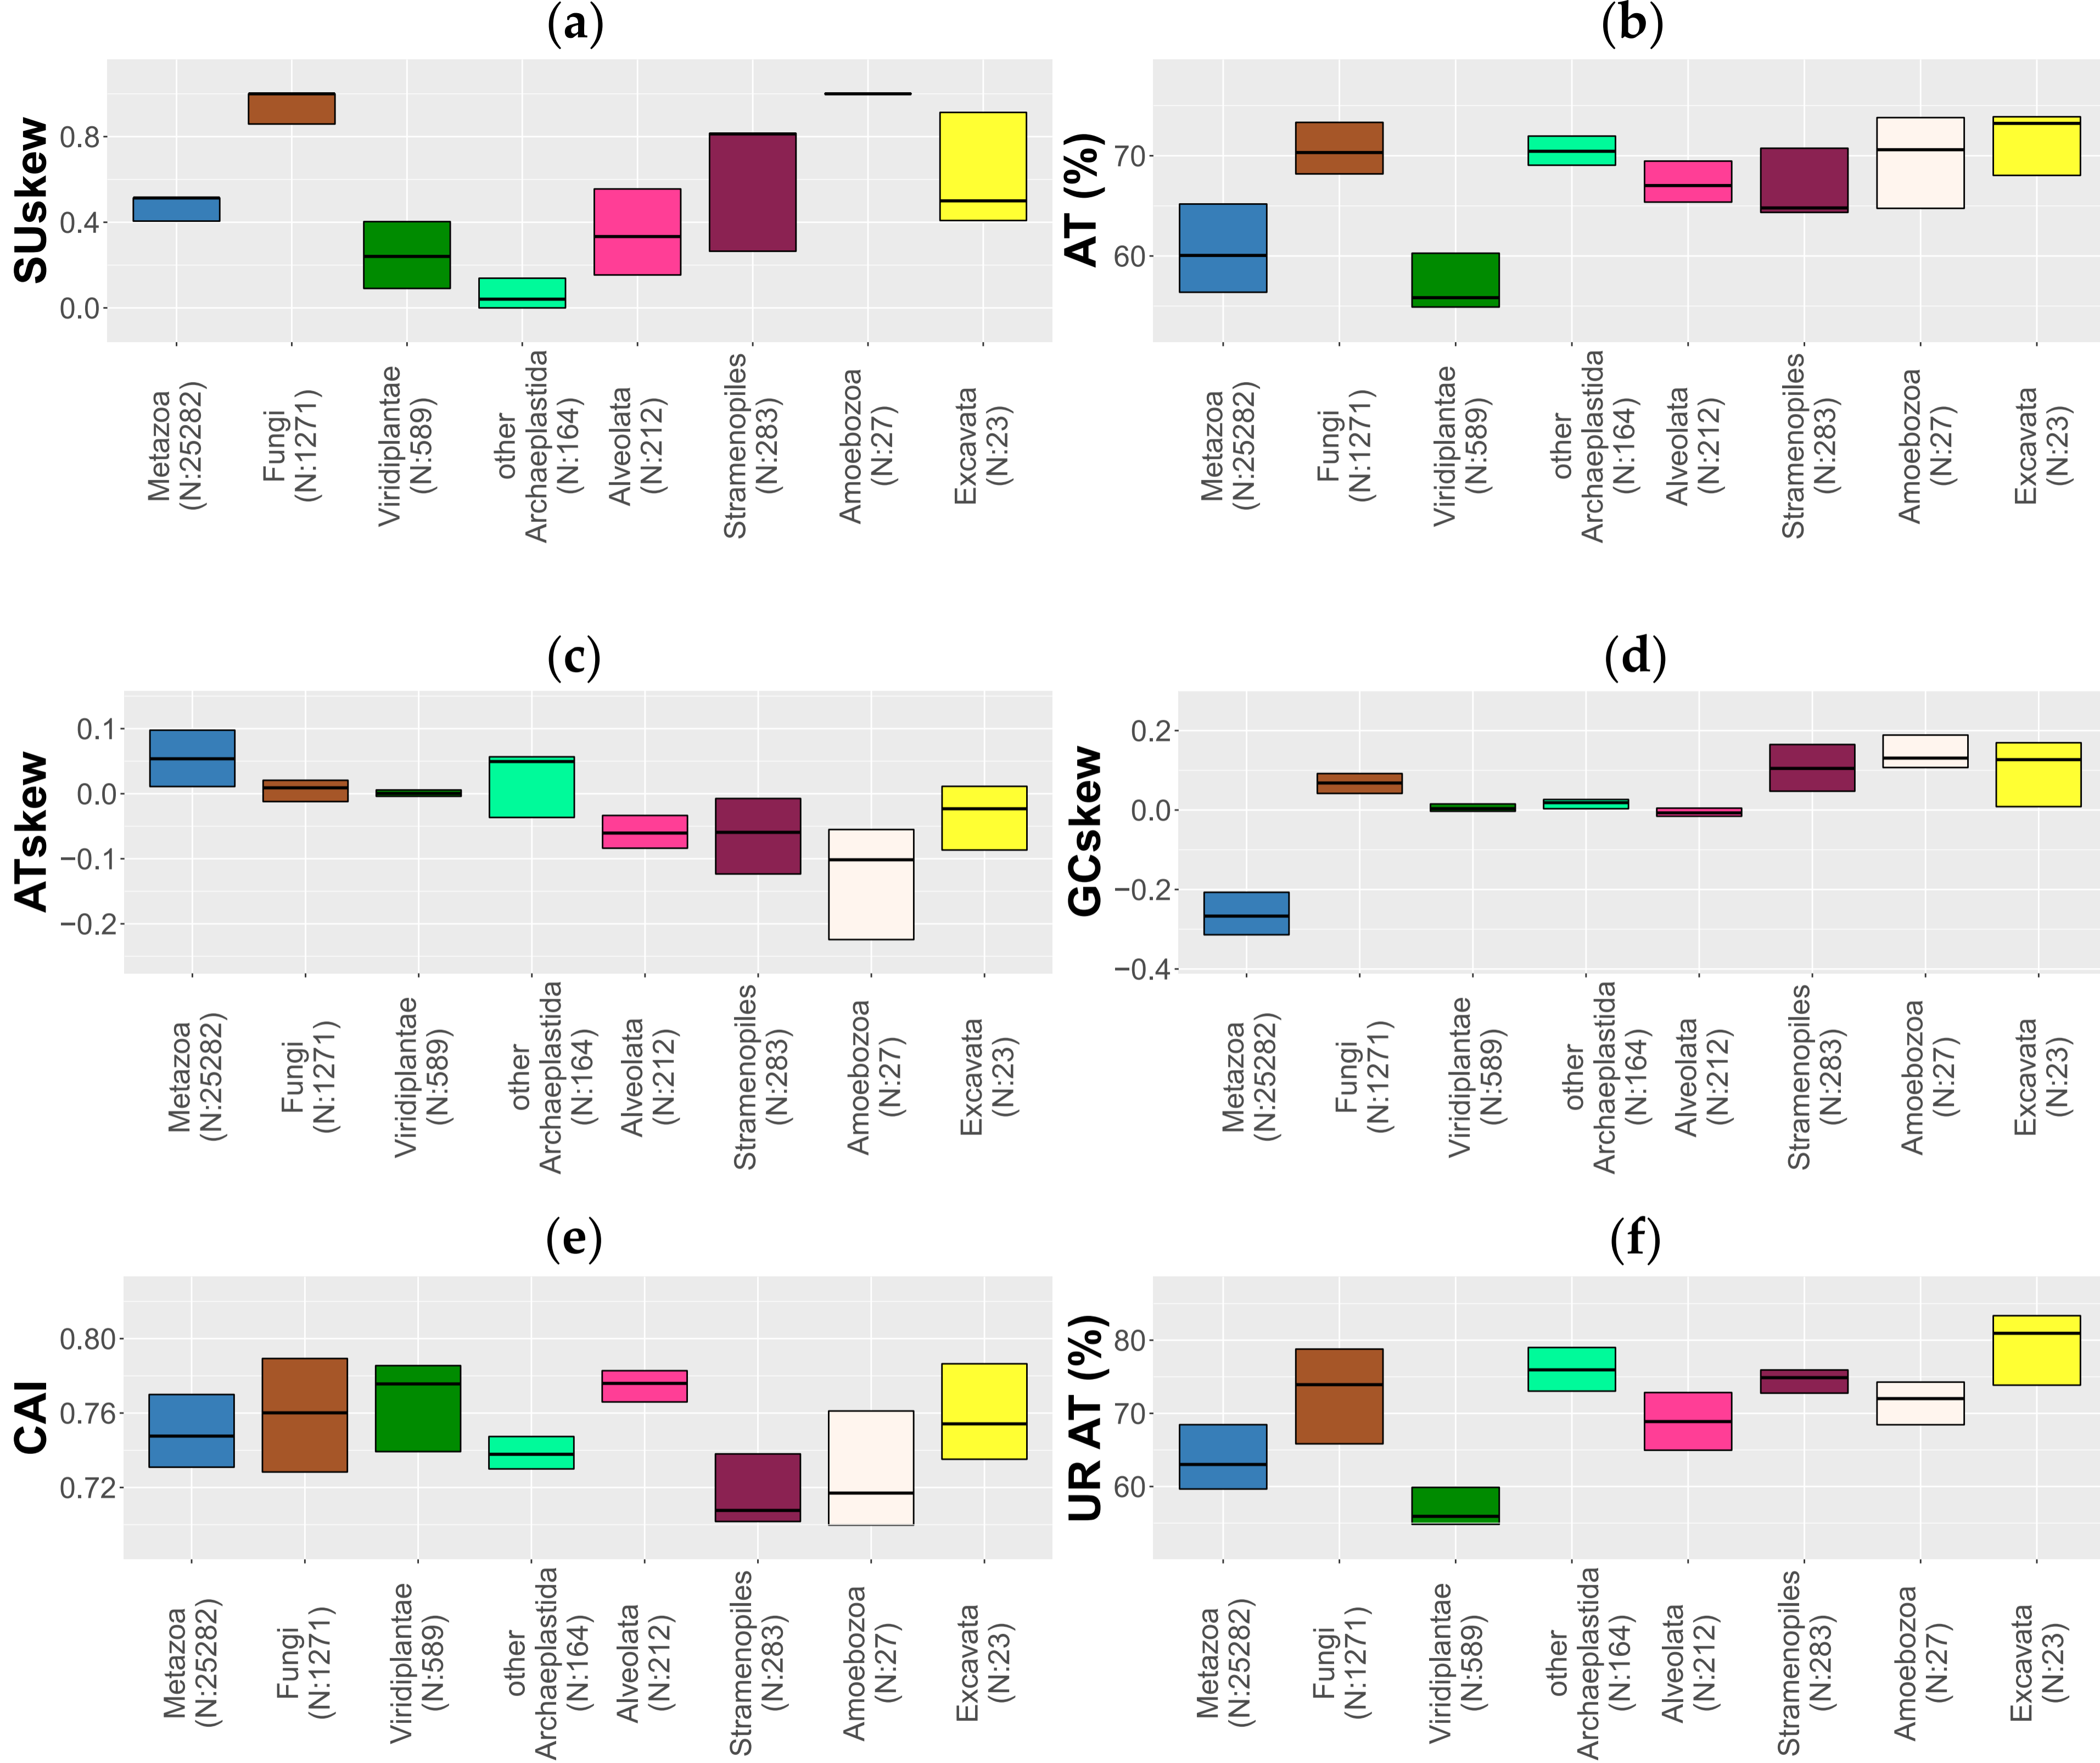 (a)
SUskew
0.8
0.4
0.0
Metazoa
(N:25282)
Fungi
(N:1271)
Viridiplantae
(N:589)
other
Archaeplastida
(N:164)
Alveolata
(N:212)
Stramenopiles
(N:283)
Amoebozoa
(N:27)
Excavata
(N:23)
(b)
AT (%)
70
60
Metazoa
(N:25282)
Fungi
(N:1271)
Viridiplantae
(N:589)
other
Archaeplastida
(N:164)
Alveolata
(N:212)
Stramenopiles
(N:283)
Amoebozoa
(N:27)
Excavata
(N:23)
(c)
ATskew
0.1
0.0
−0.1
−0.2
Metazoa
(N:25282)
Fungi
(N:1271)
Viridiplantae
(N:589)
other
Archaeplastida
(N:164)
Alveolata
(N:212)
Stramenopiles
(N:283)
Amoebozoa
(N:27)
Excavata
(N:23)
(d)
GCskew
0.2
0.0
−0.2
−0.4
Metazoa
(N:25282)
Fungi
(N:1271)
Viridiplantae
(N:589)
other
Archaeplastida
(N:164)
Alveolata
(N:212)
Stramenopiles
(N:283)
Amoebozoa
(N:27)
Excavata
(N:23)
(e)
CAI
0.80
0.76
0.72
Metazoa
(N:25282)
Fungi
(N:1271)
Viridiplantae
(N:589)
other
Archaeplastida
(N:164)
Alveolata
(N:212)
Stramenopiles
(N:283)
Amoebozoa
(N:27)
Excavata
(N:23)
(f)
UR AT (%)
80
70
60
Metazoa
(N:25282)
Fungi
(N:1271)
Viridiplantae
(N:589)
other
Archaeplastida
(N:164)
Alveolata
(N:212)
Stramenopiles
(N:283)
Amoebozoa
(N:27)
Excavata
(N:23)